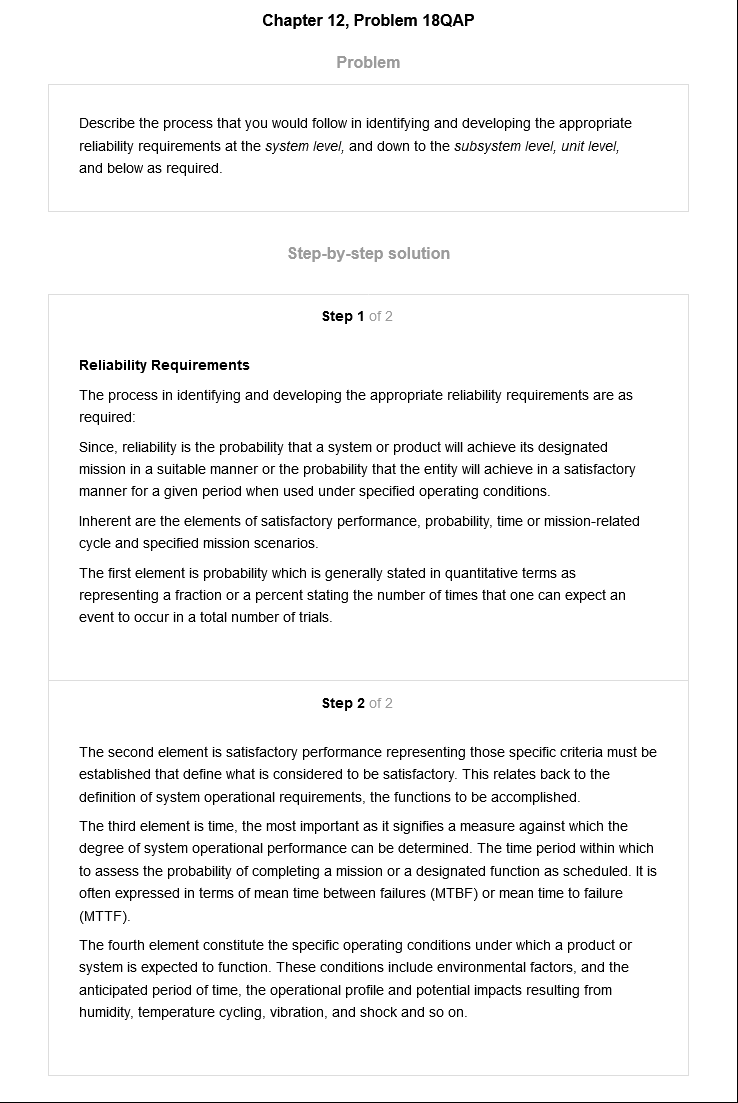 Chapter 12, Problem 18QAP
Problem
Describe the process that you would follow in identifying and developing the appropriate
reliability requirements at the system level, and down to the subsystem level, unit level,
and below as required.
Step-by-step solution
Step 1 of 2
Reliability Requirements
The process in identifying and developing the appropriate reliability requirements are as
required:
Since, reliability is the probability that a system or product will achieve its designated
mission in a suitable manner or the probability that the entity will achieve in a satisfactory
manner for a given period when used under specified operating conditions.
Inherent are the elements of satisfactory performance, probability, time or mission-related
cycle and specified mission scenarios.
The first element is probability which is generally stated in quantitative terms as
representing a fraction or a percent stating the number of times that one can expect an
event to occur in a total number of trials.
Step 2 of 2
The second element is satisfactory performance representing those specific criteria must be
established that define what is considered to be satisfactory. This relates back to the
definition of system operational requirements, the functions to be accomplished.
The third element is time, the most important as it signifies a measure against which the
degree of system operational performance can be determined. The time period within which
to assess the probability of completing a mission or a designated function as scheduled. It is
often expressed in terms of mean time between failures (MTBF) or mean time to failure
(MTTF).
The fourth element constitute the specific operating conditions under which a product or
system is expected to function. These conditions include environmental factors, and the
anticipated period of time, the operational profile and potential impacts resulting from
humidity, temperature cycling, vibration, and shock and so on.